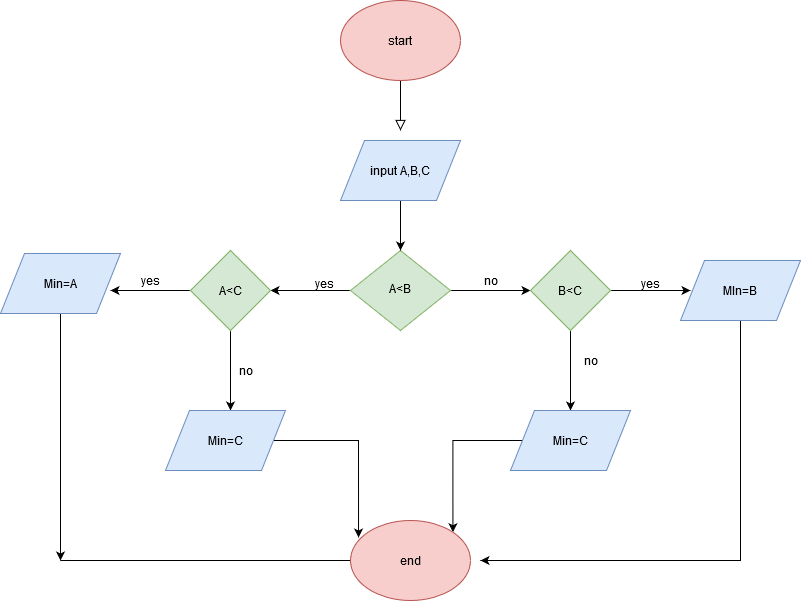 start
input A,B,C
Min=A
yes
A<C
yes
A<B
no
B<C
yes
MIn=B
no
no
Min=C
Min=C
end